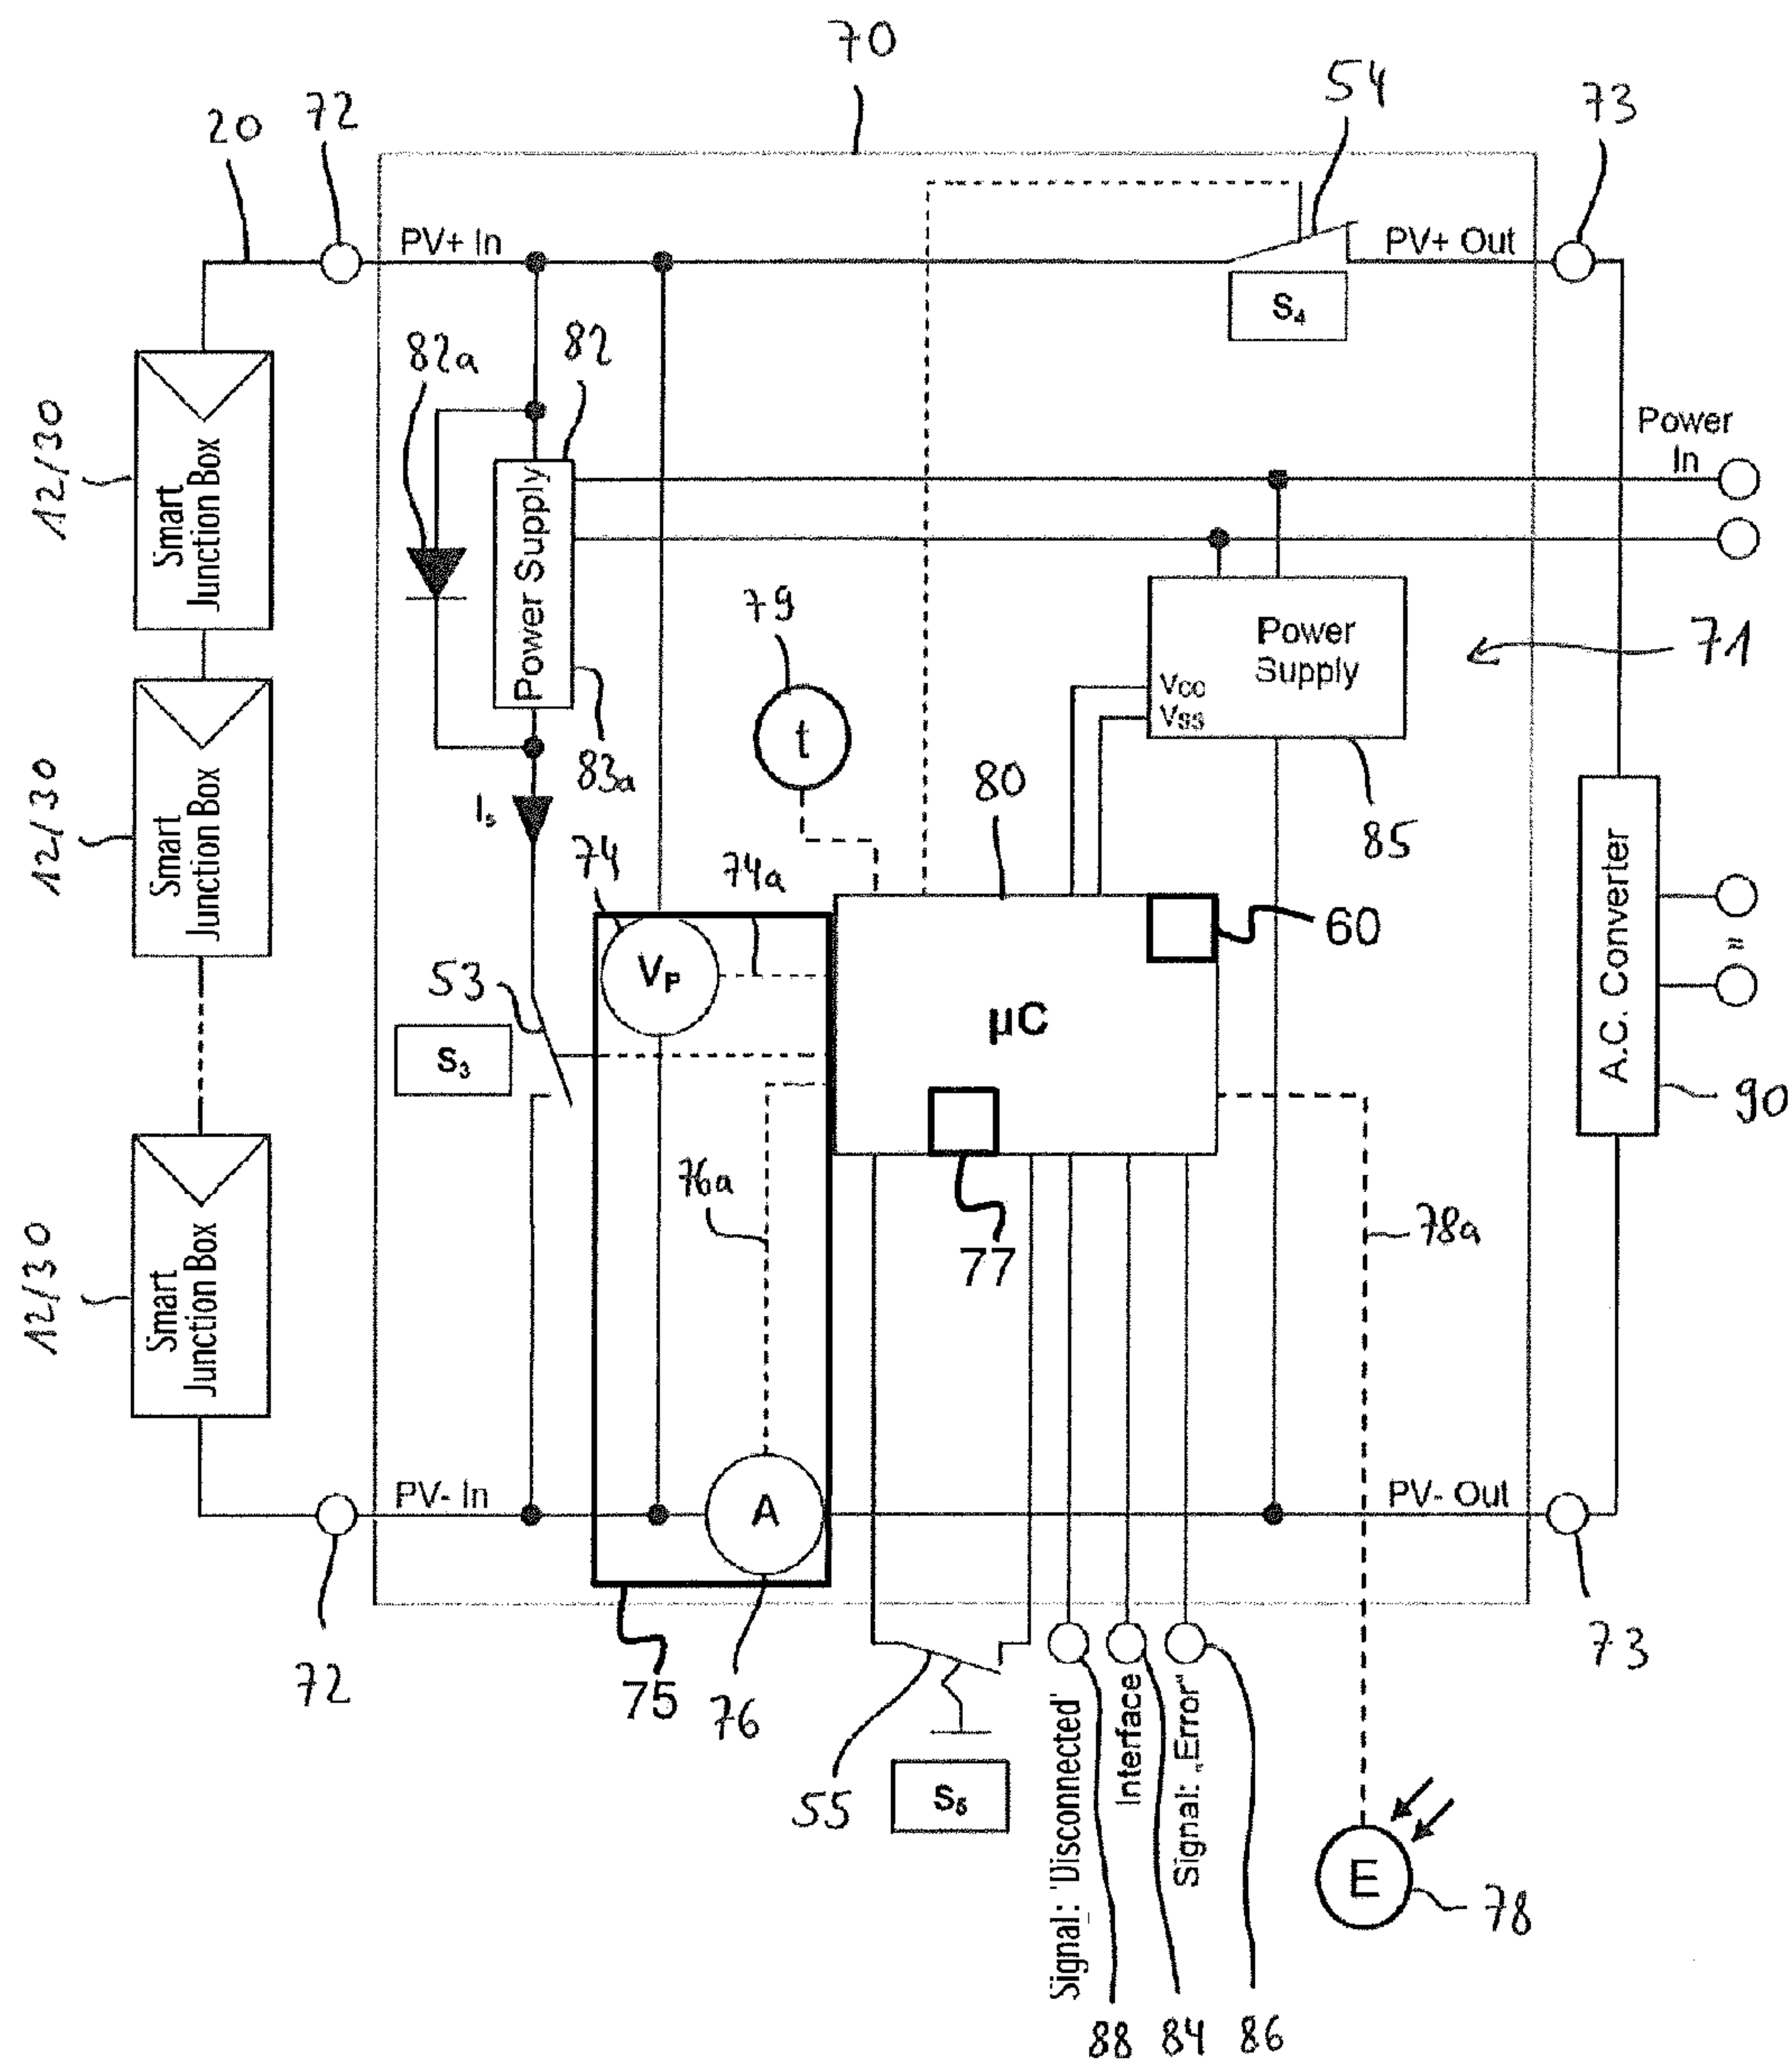 70
54
73
72
20
PV+ In
PV+ Out
S₄
82a
82
12/30
Smart
Junction Box
Power
In
Power Supply
79
t
Power
Supply
Vcc
Vss
71
83a
80
85
12/30
Smart
Junction Box
I₅
74
74a
60
A.C. Converter
=
VP
53
S₃
µC
90
76a
77
78a
12/30
Smart
Junction Box
PV- In
A
PV- Out
72
75
76
73
55
S₅
Signal: 'Disconnected'
Interface
Signal: „Error"
E
78
88
84
86